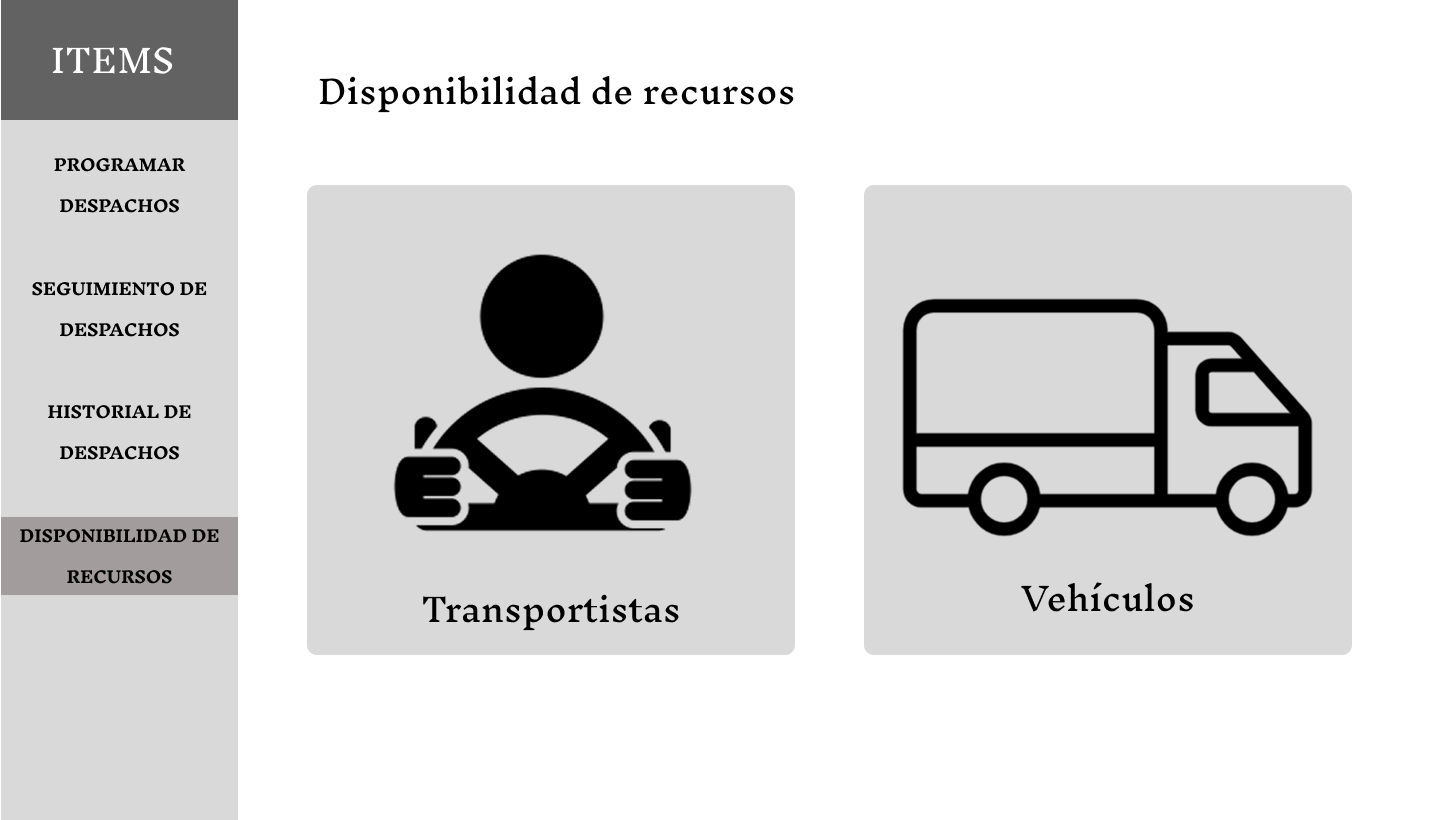 ITEMS
PROGRAMAR
DESPACHOS
SEGUIMIENTO DE
DESPACHOS
HISTORIAL DE
DESPACHOS
DISPONIBILIDAD DE
RECURSOS
Disponibilidad de recursos
Transportistas
Vehículos